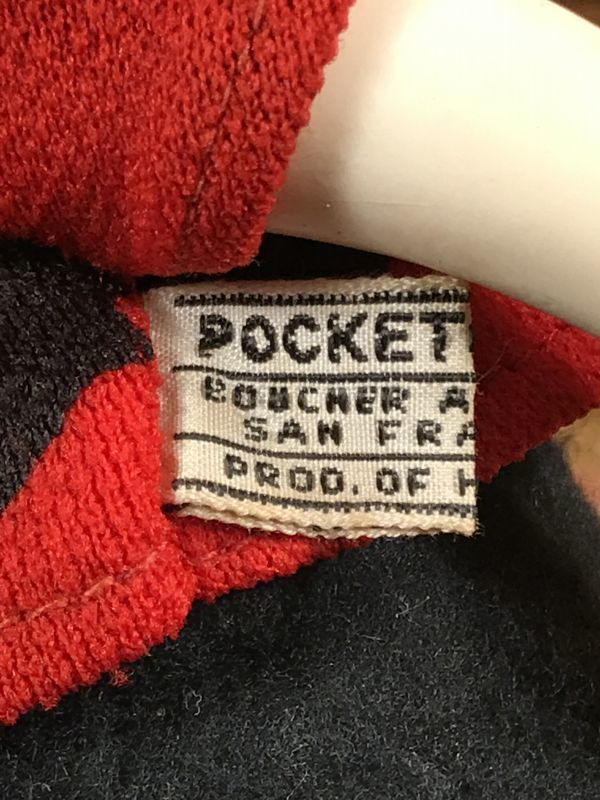 POCKET
BOUCHER A
SAN FRA
PROD. OF H